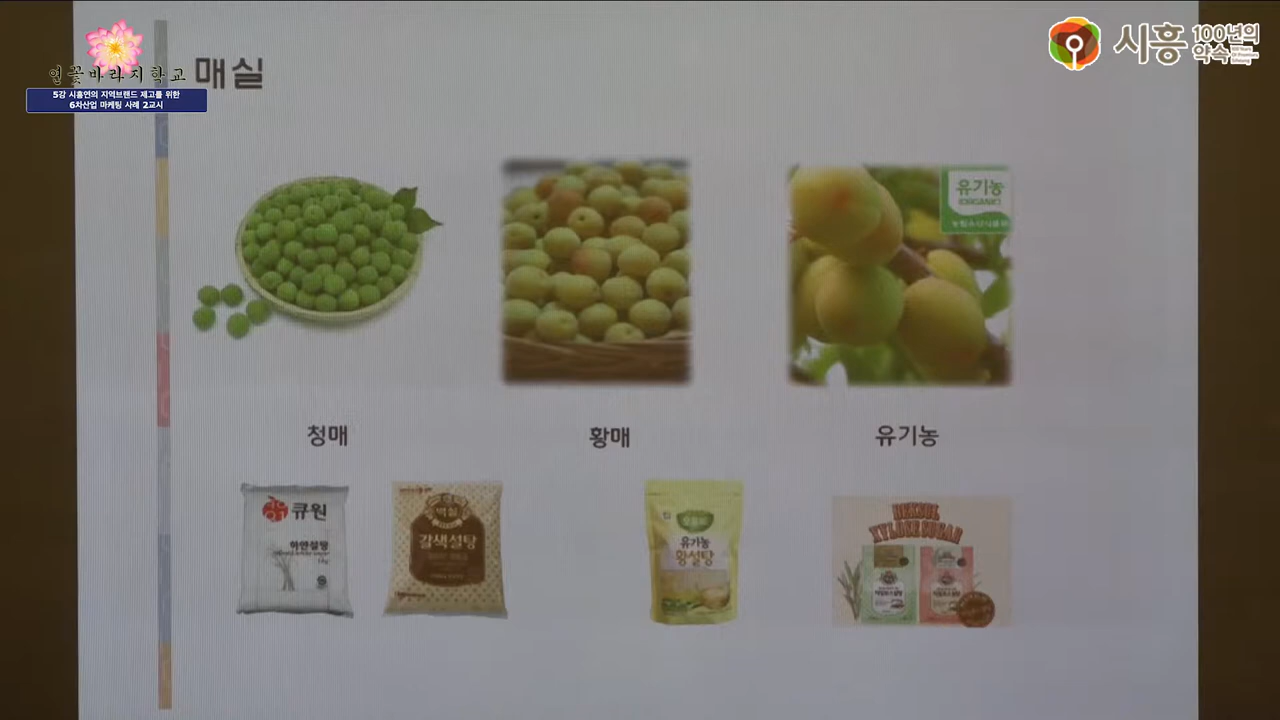 연꽃바라지학교
5강 시흥연의 지역브랜드 제고를 위한
6차산업 마케팅 사례 2교시
시흥
100년의
약속
매실
유기농
(ORGANIC)
청매
황매
유기농
큐원
하얀설탕
백설
갈색설탕
유기농
황설탕
BEKSUL
XYLOSE SUGAR